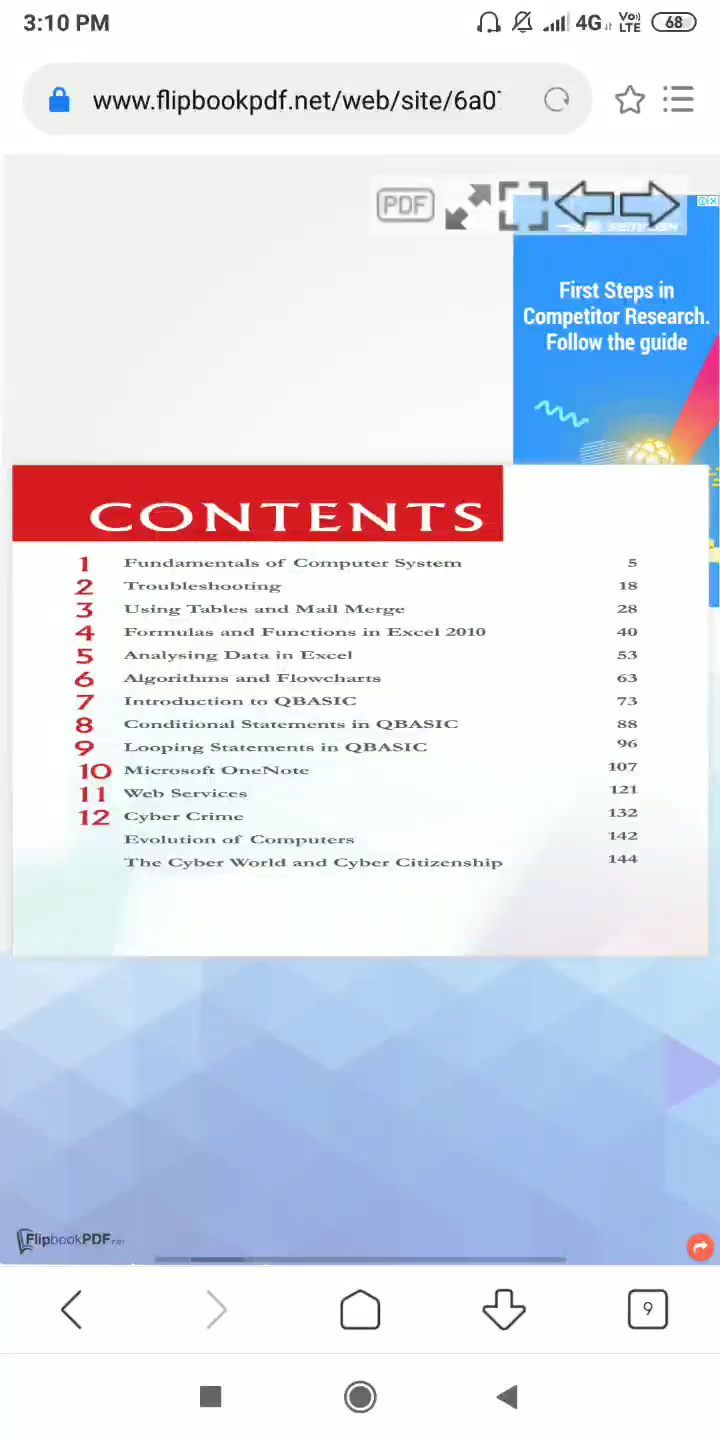 3:10 PM
4G
Vo))
LTE
68
www.flipbookpdf.net/web/site/6a0
PDF
First Steps in
Competitor Research.
Follow the guide
CONTENTS
1 Fundamentals of Computer System 5
2 Troubleshooting 18
3 Using Tables and Mail Merge 28
4 Formulas and Functions in Excel 2010 40
5 Analysing Data in Excel 53
6 Algorithms and Flowcharts 63
7 Introduction to QBASIC 73
8 Conditional Statements in QBASIC 88
9 Looping Statements in QBASIC 96
10 Microsoft OneNote 107
11 Web Services 121
12 Cyber Crime 132
Evolution of Computers 142
The Cyber World and Cyber Citizenship 144
FlipbookPDF.net
9